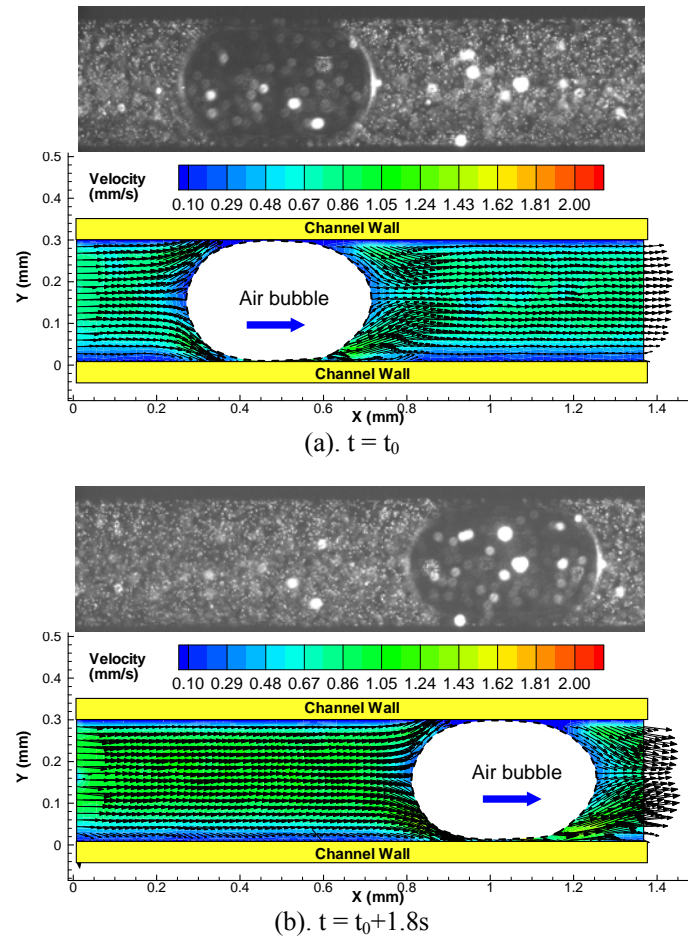 0.5
Velocity
(mm/s)
0.4
0.10 0.29 0.48 0.67 0.86 1.05 1.24 1.43 1.62 1.81 2.00
Channel Wall
0.3
Y (mm)
0.2
Air bubble
0.1
0
Channel Wall
0 0.2 0.4 0.6 0.8 1 1.2 1.4
X (mm)
(a). t = t0
0.5
Velocity
(mm/s)
0.4
0.10 0.29 0.48 0.67 0.86 1.05 1.24 1.43 1.62 1.81 2.00
Channel Wall
0.3
Y (mm)
0.2
Air bubble
0.1
0
Channel Wall
0 0.2 0.4 0.6 0.8 1 1.2 1.4
X (mm)
(b). t = t0+1.8s